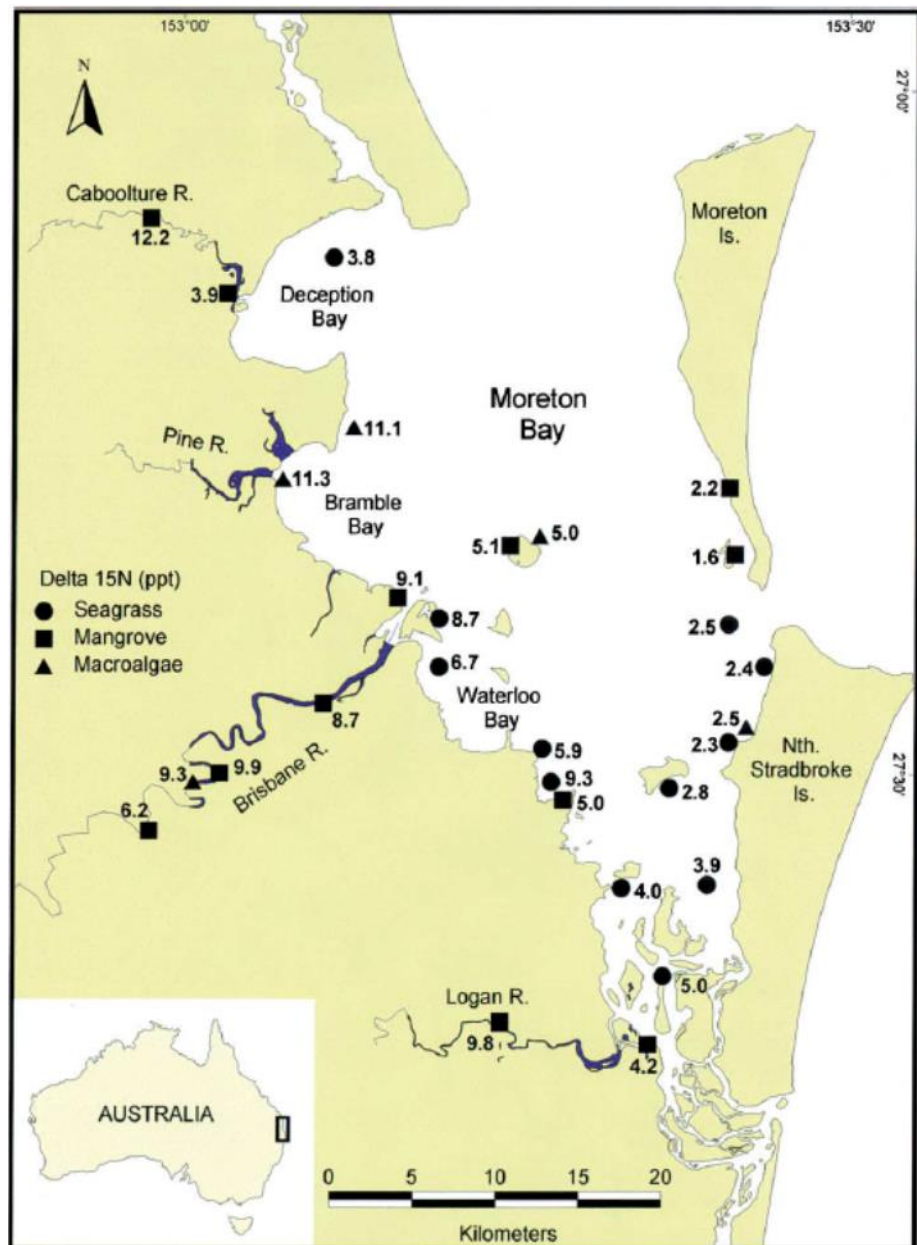 153°00'
153°30'
27°00'
N
Caboolture R.
12.2
3.9
3.8
Deception
Bay
Moreton
Is.
Moreton
Bay
11.1
Pine R.
11.3
Bramble
Bay
2.2
5.1
5.0
1.6
Delta 15N (ppt)
Seagrass
Mangrove
Macroalgae
9.1
8.7
2.5
6.7
2.4
Waterloo
Bay
8.7
2.5
5.9
2.3
Nth.
Stradbroke
Is.
Brisbane R.
9.3
9.9
9.3
5.0
2.8
27°30'
6.2
4.0
3.9
5.0
Logan R.
9.8
4.2
AUSTRALIA
0 5 10 15 20
Kilometers